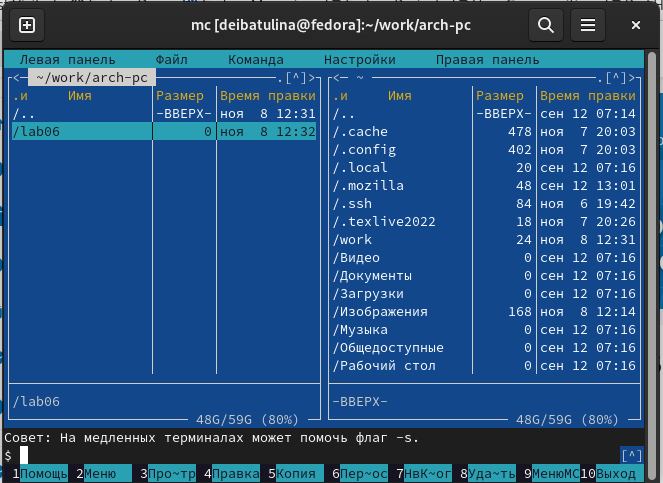 mc [deibatulina@fedora]:~/work/arch-pc
Левая панель Файл Команда Настройки Правая панель
<— ~/work/arch-pc .[^]> <— ~ .[^]>
.и Имя Размер Время правки .и Имя Размер Время правки
/.. -ВВЕРХ- ноя 8 12:31 /.. -ВВЕРХ- сен 12 07:14
/lab06 0 ноя 8 12:32 /.cache 478 ноя 7 20:03
/.config 402 ноя 7 20:03
/.local 20 сен 12 07:16
/.mozilla 48 сен 12 13:01
/.ssh 84 ноя 6 19:42
/.texlive2022 18 ноя 7 20:26
/work 24 ноя 8 12:31
/Видео 0 сен 12 07:16
/Документы 0 сен 12 07:16
/Загрузки 0 сен 12 07:16
/Изображения 168 ноя 8 12:14
/Музыка 0 сен 12 07:16
/Общедоступные 0 сен 12 07:16
/Рабочий стол 0 сен 12 07:16
/lab06 -ВВЕРХ-
48G/59G (80%) 48G/59G (80%)
Совет: На медленных терминалах может помочь флаг -s.
$ [^]
1Помощь 2Меню 3Про~тр 4Правка 5Копия 6Пер~ос 7НвК~ог 8Уда~ть 9МенюМС10Выход